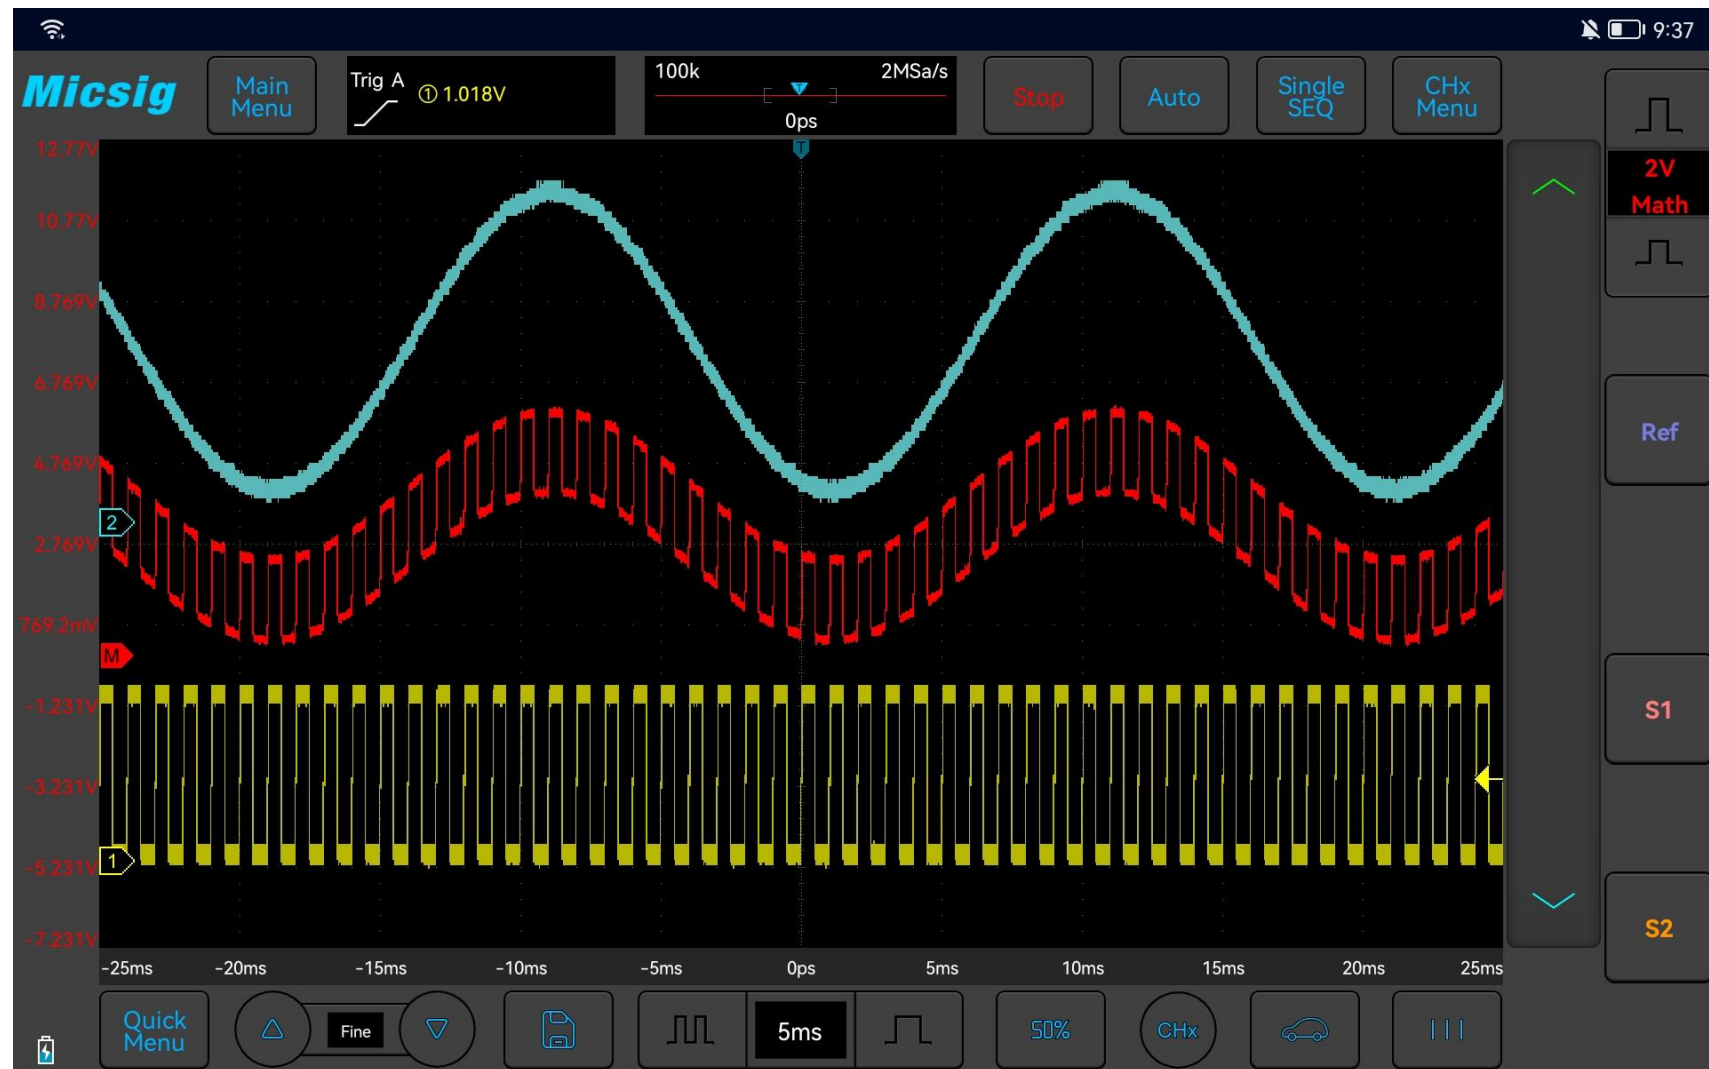 9:37
Micsig
Main
Menu
Trig A
① 1.018V
100k
2MSa/s
T
0ps
Stop
Auto
Single
SEQ
CHx
Menu
T
2V
Math
12.77V
10.77V
8.769V
6.769V
4.769V
2
2.769V
769.2mV
M
-1.231V
-3.231V
1
-5.231V
-7.231V
Ref
S1
S2
-25ms
-20ms
-15ms
-10ms
-5ms
0ps
5ms
10ms
15ms
20ms
25ms
Quick
Menu
Fine
5ms
50%
CHx